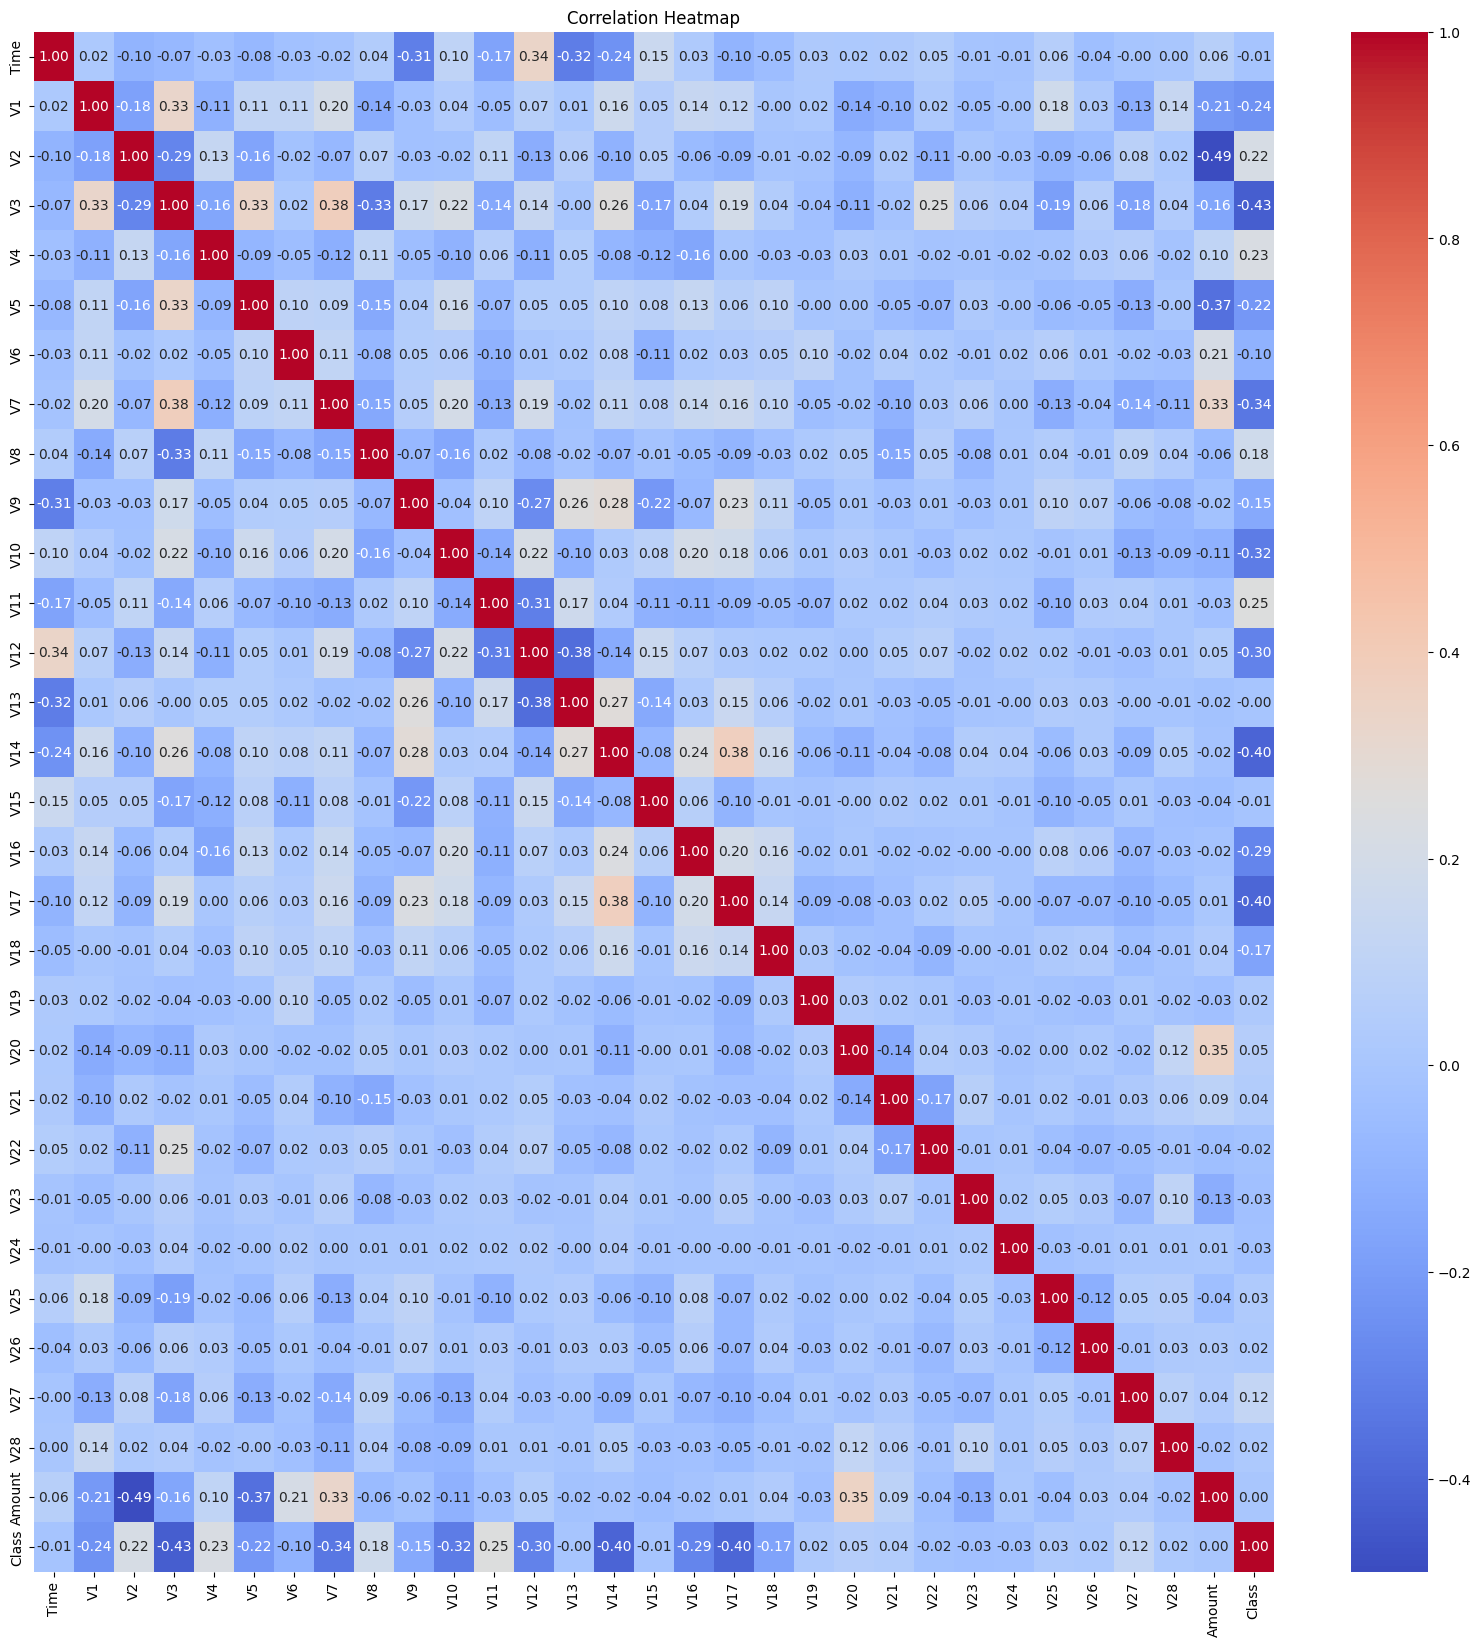 Correlation Heatmap
Time 1.00 0.02 -0.10 -0.07 -0.03 -0.08 -0.03 -0.02 0.04 -0.31 0.10 -0.17 0.34 -0.32 -0.24 0.15 0.03 -0.10 -0.05 0.03 0.02 0.02 0.05 -0.01 -0.01 0.06 -0.04 -0.00 0.00 0.06 -0.01
V1 0.02 1.00 -0.18 0.33 -0.11 0.11 0.11 0.20 -0.14 -0.03 0.04 -0.05 0.07 0.01 0.16 0.05 0.14 0.12 -0.00 0.02 -0.14 -0.10 0.02 -0.05 -0.00 0.18 0.03 -0.13 0.14 -0.21 -0.24
V2 -0.10 -0.18 1.00 -0.29 0.13 -0.16 -0.02 -0.07 0.07 -0.03 -0.02 0.11 -0.13 0.06 -0.10 0.05 -0.06 -0.09 -0.01 -0.02 -0.09 0.02 -0.11 -0.00 -0.03 -0.09 -0.06 0.08 0.02 -0.49 0.22
V3 -0.07 0.33 -0.29 1.00 -0.16 0.33 0.02 0.38 -0.33 0.17 0.22 -0.14 0.14 -0.00 0.26 -0.17 0.04 0.19 0.04 -0.04 -0.11 -0.02 0.25 0.06 0.04 -0.19 0.06 -0.18 0.04 -0.16 -0.43
V4 -0.03 -0.11 0.13 -0.16 1.00 -0.09 -0.05 -0.12 0.11 -0.05 -0.10 0.06 -0.11 0.05 -0.08 -0.12 -0.16 0.00 -0.03 -0.03 0.03 0.01 -0.02 -0.01 -0.02 -0.02 0.03 0.06 -0.02 0.10 0.23
V5 -0.08 0.11 -0.16 0.33 -0.09 1.00 0.10 0.09 -0.15 0.04 0.16 -0.07 0.05 0.05 0.10 0.08 0.13 0.06 0.10 -0.00 0.00 -0.05 -0.07 0.03 -0.00 -0.06 -0.05 -0.13 -0.00 -0.37 -0.22
V6 -0.03 0.11 -0.02 0.02 -0.05 0.10 1.00 0.11 -0.08 0.05 0.06 -0.10 0.01 0.02 0.08 -0.11 0.02 0.03 0.05 0.10 -0.02 0.04 0.02 -0.01 0.02 0.06 0.01 -0.02 -0.03 0.21 -0.10
V7 -0.02 0.20 -0.07 0.38 -0.12 0.09 0.11 1.00 -0.15 0.05 0.20 -0.13 0.19 -0.02 0.11 0.08 0.14 0.16 0.10 -0.05 -0.02 -0.10 0.03 0.06 0.00 -0.13 -0.04 -0.14 -0.11 0.33 -0.34
V8 0.04 -0.14 0.07 -0.33 0.11 -0.15 -0.08 -0.15 1.00 -0.07 -0.16 0.02 -0.08 -0.02 -0.07 -0.01 -0.05 -0.09 -0.03 0.02 0.05 -0.15 0.05 -0.08 0.01 0.04 -0.01 0.09 0.04 -0.06 0.18
V9 -0.31 -0.03 -0.03 0.17 -0.05 0.04 0.05 0.05 -0.07 1.00 -0.04 0.10 -0.27 0.26 0.28 -0.22 -0.07 0.23 0.11 -0.05 0.01 -0.03 0.01 -0.03 0.01 0.10 0.07 -0.06 -0.08 -0.02 -0.15
V10 0.10 0.04 -0.02 0.22 -0.10 0.16 0.06 0.20 -0.16 -0.04 1.00 -0.14 0.22 -0.10 0.03 0.08 0.20 0.18 0.06 0.01 0.03 0.01 -0.03 0.02 0.02 -0.01 0.01 -0.13 -0.09 -0.11 -0.32
V11 -0.17 -0.05 0.11 -0.14 0.06 -0.07 -0.10 -0.13 0.02 0.10 -0.14 1.00 -0.31 0.17 0.04 -0.11 -0.11 -0.09 -0.05 -0.07 0.02 0.02 0.04 0.03 0.02 -0.10 0.03 0.04 0.01 -0.03 0.25
V12 0.34 0.07 -0.13 0.14 -0.11 0.05 0.01 0.19 -0.08 -0.27 0.22 -0.31 1.00 -0.38 -0.14 0.15 0.07 0.03 0.02 0.02 0.00 0.05 0.07 -0.02 0.02 0.02 -0.01 -0.03 0.01 0.05 -0.30
V13 -0.32 0.01 0.06 -0.00 0.05 0.05 0.02 -0.02 -0.02 0.26 -0.10 0.17 -0.38 1.00 0.27 -0.14 0.03 0.15 0.06 -0.02 0.01 -0.03 -0.05 -0.01 -0.00 0.03 0.03 -0.00 -0.01 -0.02 -0.00
V14 -0.24 0.16 -0.10 0.26 -0.08 0.10 0.08 0.11 -0.07 0.28 0.03 0.04 -0.14 0.27 1.00 -0.08 0.24 0.38 0.16 -0.06 -0.11 -0.04 -0.08 0.04 0.04 -0.06 0.03 -0.09 0.05 -0.02 -0.40
V15 0.15 0.05 0.05 -0.17 -0.12 0.08 -0.11 0.08 -0.01 -0.22 0.08 -0.11 0.15 -0.14 -0.08 1.00 0.06 -0.10 -0.01 -0.01 -0.00 0.02 0.02 0.01 -0.01 -0.10 -0.05 0.01 -0.03 -0.04 -0.01
V16 0.03 0.14 -0.06 0.04 -0.16 0.13 0.02 0.14 -0.05 -0.07 0.20 -0.11 0.07 0.03 0.24 0.06 1.00 0.20 0.16 -0.02 0.01 -0.02 -0.02 -0.00 -0.00 0.08 0.06 -0.07 -0.03 -0.02 -0.29
V17 -0.10 0.12 -0.09 0.19 0.00 0.06 0.03 0.16 -0.09 0.23 0.18 -0.09 0.03 0.15 0.38 -0.10 0.20 1.00 0.14 -0.09 -0.08 -0.03 0.02 0.05 -0.00 -0.07 -0.07 -0.10 -0.05 0.01 -0.40
V18 -0.05 -0.00 -0.01 0.04 -0.03 0.10 0.05 0.10 -0.03 0.11 0.06 -0.05 0.02 0.06 0.16 -0.01 0.16 0.14 1.00 0.03 -0.02 -0.04 -0.09 -0.00 -0.01 0.02 0.04 -0.04 -0.01 0.04 -0.17
V19 0.03 0.02 -0.02 -0.04 -0.03 -0.00 0.10 -0.05 0.02 -0.05 0.01 -0.07 0.02 -0.02 -0.06 -0.01 -0.02 -0.09 0.03 1.00 0.03 0.02 0.01 -0.03 -0.01 -0.02 -0.03 0.01 -0.02 -0.03 0.02
V20 0.02 -0.14 -0.09 -0.11 0.03 0.00 -0.02 -0.02 0.05 0.01 0.03 0.02 0.00 0.01 -0.11 -0.00 0.01 -0.08 -0.02 0.03 1.00 -0.14 0.04 0.03 -0.02 0.00 0.02 -0.02 0.12 0.35 0.05
V21 0.02 -0.10 0.02 -0.02 0.01 -0.05 0.04 -0.10 -0.15 -0.03 0.01 0.02 0.05 -0.03 -0.04 0.02 -0.02 -0.03 -0.04 0.02 -0.14 1.00 -0.17 0.07 -0.01 0.02 -0.01 0.03 0.06 0.09 0.04
V22 0.05 0.02 -0.11 0.25 -0.02 -0.07 0.02 0.03 0.05 0.01 -0.03 0.04 0.07 -0.05 -0.08 0.02 -0.02 0.02 -0.09 0.01 0.04 -0.17 1.00 -0.01 0.01 -0.04 -0.07 -0.05 -0.01 -0.04 -0.02
V23 -0.01 -0.05 -0.00 0.06 -0.01 0.03 -0.01 0.06 -0.08 -0.03 0.02 0.03 -0.02 -0.01 0.04 0.01 -0.00 0.05 -0.00 -0.03 0.03 0.07 -0.01 1.00 0.02 0.05 0.03 -0.07 0.10 -0.13 -0.03
V24 -0.01 -0.00 -0.03 0.04 -0.02 -0.00 0.02 0.00 0.01 0.01 0.02 0.02 0.02 -0.00 0.04 -0.01 -0.00 -0.00 -0.01 -0.01 -0.02 -0.01 0.01 0.02 1.00 -0.03 -0.01 0.01 0.01 0.01 -0.03
V25 0.06 0.18 -0.09 -0.19 -0.02 -0.06 0.06 -0.13 0.04 0.10 -0.01 -0.10 0.02 0.03 -0.06 -0.10 0.08 -0.07 0.02 -0.02 0.00 0.02 -0.04 0.05 -0.03 1.00 -0.12 0.05 0.05 -0.04 0.03
V26 -0.04 0.03 -0.06 0.06 0.03 -0.05 0.01 -0.04 -0.01 0.07 0.01 0.03 -0.01 0.03 0.03 -0.05 0.06 -0.07 0.04 -0.03 0.02 -0.01 -0.07 0.03 -0.01 -0.12 1.00 -0.01 0.03 0.03 0.02
V27 -0.00 -0.13 0.08 -0.18 0.06 -0.13 -0.02 -0.14 0.09 -0.06 -0.13 0.04 -0.03 -0.00 -0.09 0.01 -0.07 -0.10 -0.04 0.01 -0.02 0.03 -0.05 -0.07 0.01 0.05 -0.01 1.00 0.07 0.04 0.12
V28 0.00 0.14 0.02 0.04 -0.02 -0.00 -0.03 -0.11 0.04 -0.08 -0.09 0.01 0.01 -0.01 0.05 -0.03 -0.03 -0.05 -0.01 -0.02 0.12 0.06 -0.01 0.10 0.01 0.05 0.03 0.07 1.00 -0.02 0.02
Amount 0.06 -0.21 -0.49 -0.16 0.10 -0.37 0.21 0.33 -0.06 -0.02 -0.11 -0.03 0.05 -0.02 -0.02 -0.04 -0.02 0.01 0.04 -0.03 0.35 0.09 -0.04 -0.13 0.01 -0.04 0.03 0.04 -0.02 1.00 0.00
Class -0.01 -0.24 0.22 -0.43 0.23 -0.22 -0.10 -0.34 0.18 -0.15 -0.32 0.25 -0.30 -0.00 -0.40 -0.01 -0.29 -0.40 -0.17 0.02 0.05 0.04 -0.02 -0.03 -0.03 0.03 0.02 0.12 0.02 0.00 1.00
Time V1 V2 V3 V4 V5 V6 V7 V8 V9 V10 V11 V12 V13 V14 V15 V16 V17 V18 V19 V20 V21 V22 V23 V24 V25 V26 V27 V28 Amount Class
1.0
0.8
0.6
0.4
0.2
0.0
−0.2
−0.4